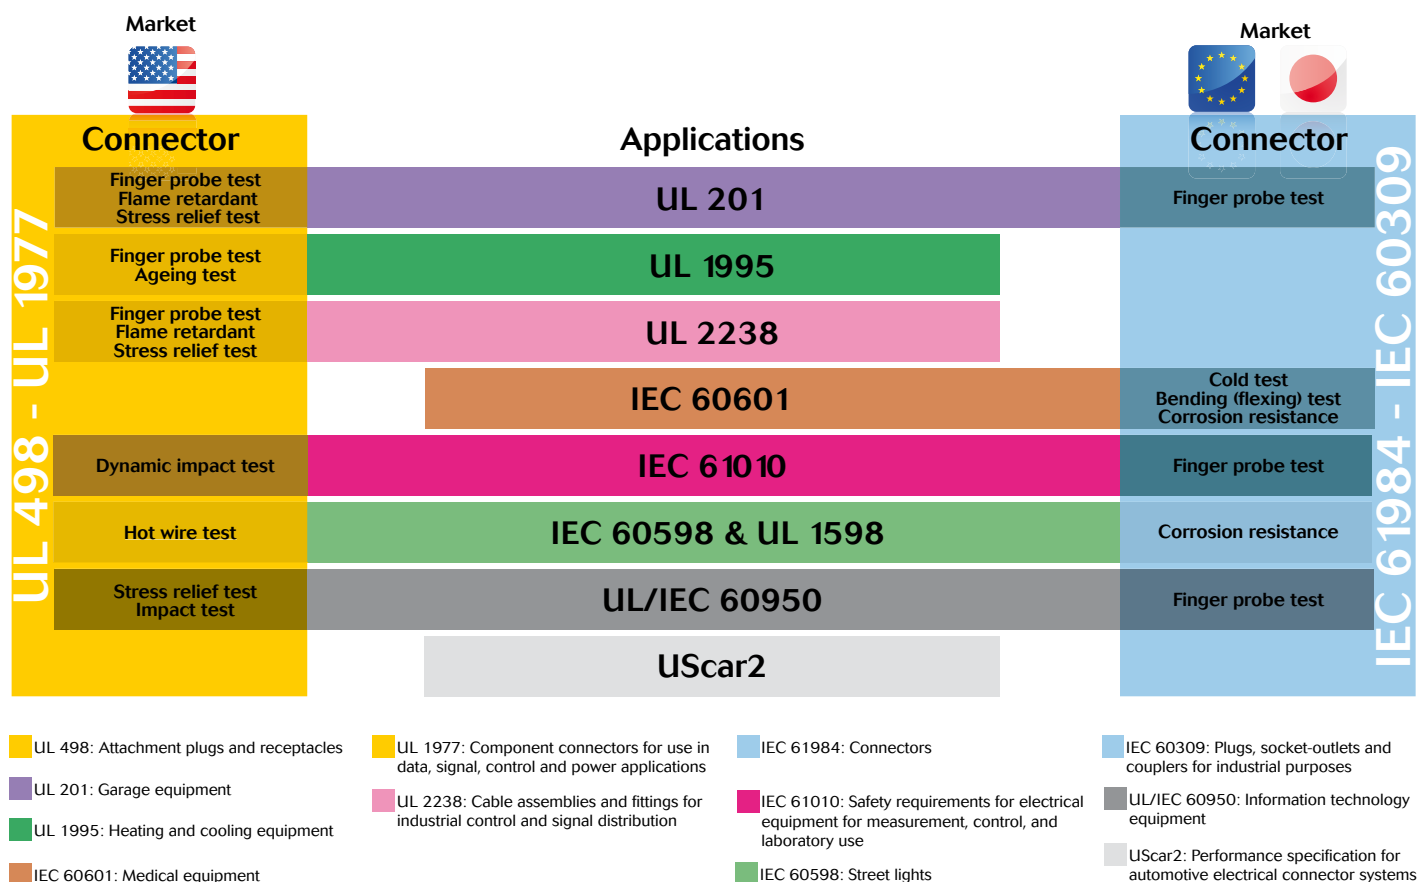 Market
Market
Connector
Applications
Connector
UL 498 - UL 1977
IEC 61984 - IEC 60309
Finger probe test
Flame retardant
Stress relief test
UL 201
Finger probe test
Finger probe test
Ageing test
UL 1995
Finger probe test
Flame retardant
Stress relief test
UL 2238
IEC 60601
Cold test
Bending (flexing) test
Corrosion resistance
Dynamic impact test
IEC 61010
Finger probe test
Hot wire test
IEC 60598 & UL 1598
Corrosion resistance
Stress relief test
Impact test
UL/IEC 60950
Finger probe test
UScar2
UL 498: Attachment plugs and receptacles
UL 201: Garage equipment
UL 1995: Heating and cooling equipment
IEC 60601: Medical equipment
UL 1977: Component connectors for use in
data, signal, control and power applications
UL 2238: Cable assemblies and fittings for
industrial control and signal distribution
IEC 61984: Connectors
IEC 61010: Safety requirements for electrical
equipment for measurement, control, and
laboratory use
IEC 60598: Street lights
IEC 60309: Plugs, socket-outlets and
couplers for industrial purposes
UL/IEC 60950: Information technology
equipment
UScar2: Performance specification for
automotive electrical connector systems